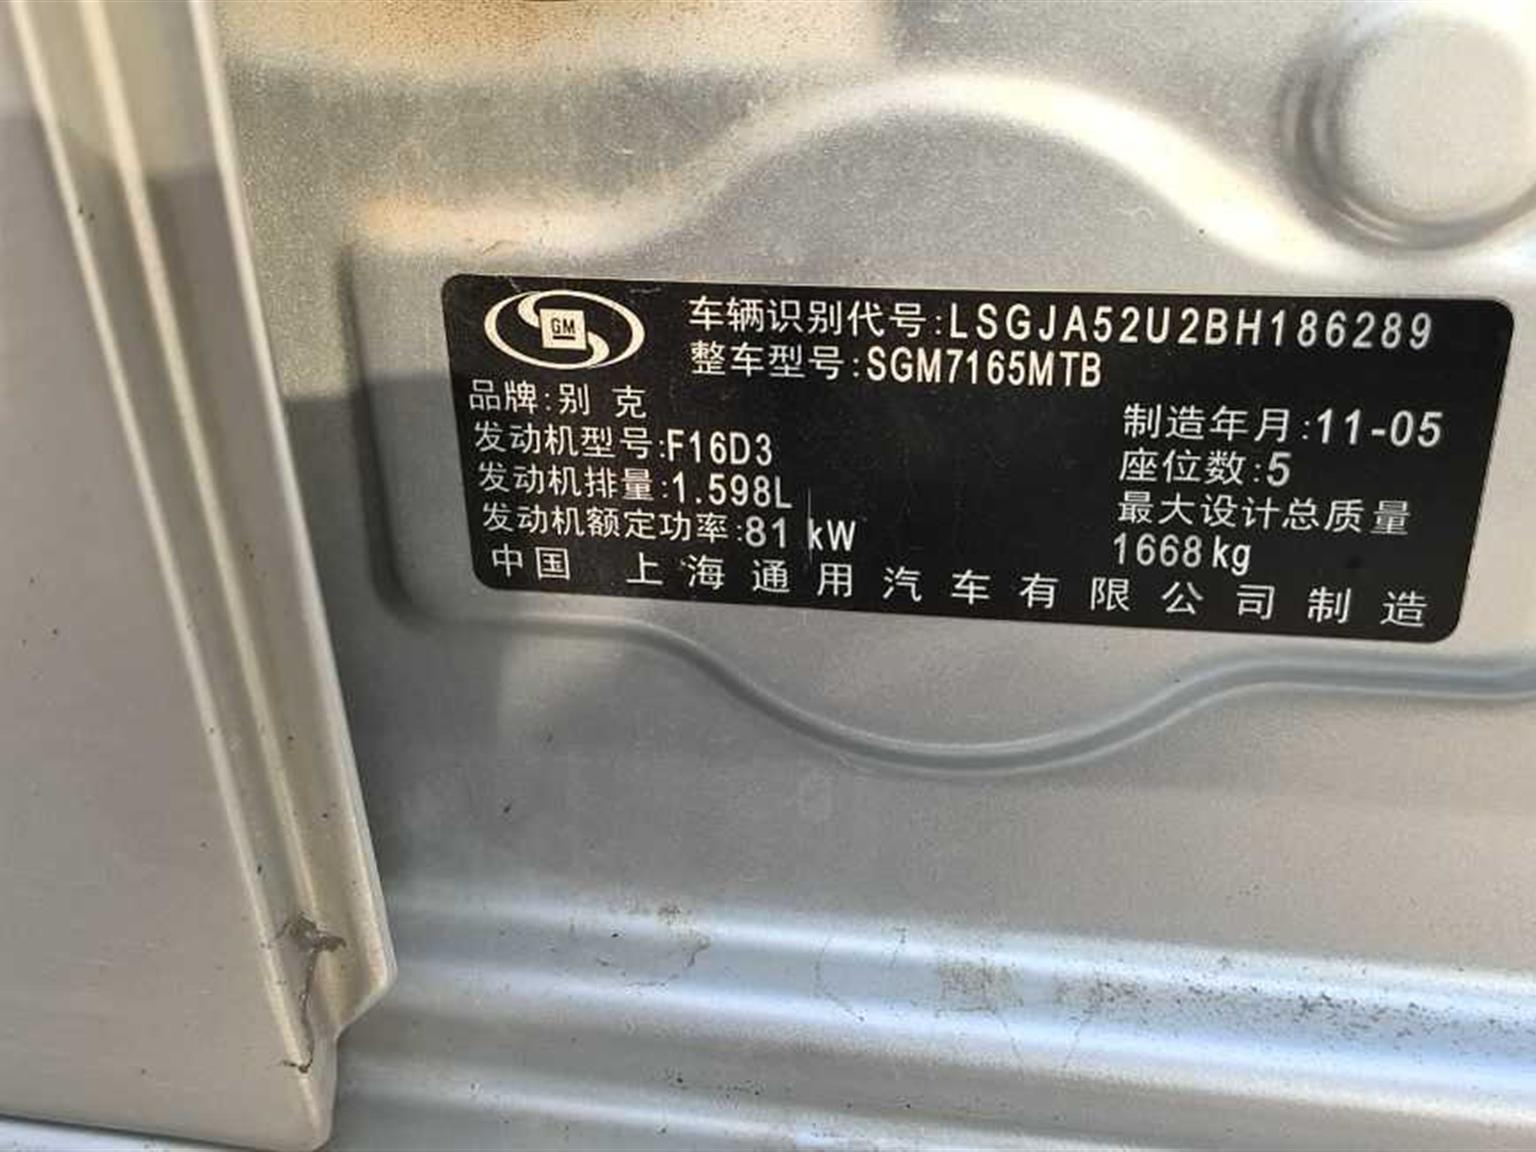 GM
车辆识别代号:LSGJA52U2BH186289
整车型号:SGM7165MTB
品牌:别 克
发动机型号:F16D3
发动机排量:1.598L
发动机额定功率:81 kW
制造年月:11-05
座位数:5
最大设计总质量
1668kg
中国 上海通用汽车有限公司制造